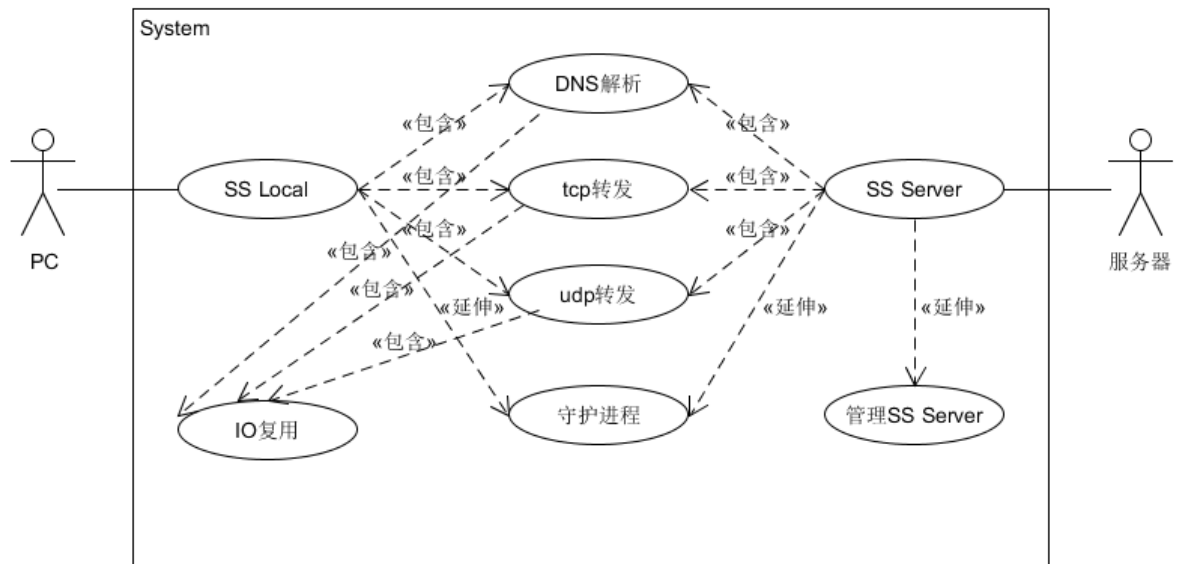 System
DNS解析
«包含»
«包含»
SS Local
«包含»
tcp转发
«包含»
SS Server
«包含»
«包含»
«包含»
PC
«包含»
服务器
«包含»
udp转发
«延伸»
«延伸»
«延伸»
«包含»
IO复用
守护进程
管理SS Server